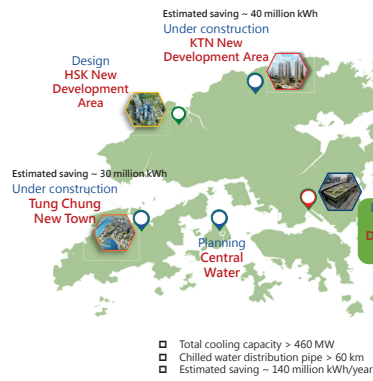 Estimated saving ~ 40 million kWh
Under construction
KTN New
Development Area
Design
HSK New
Development
Area
Estimated saving ~ 30 million kWh
Under construction
Tung Chung
New Town
Planning
Central
Water
Total cooling capacity > 460 MW
Chilled water distribution pipe > 60 km
Estimated saving ~ 140 million kWh/year